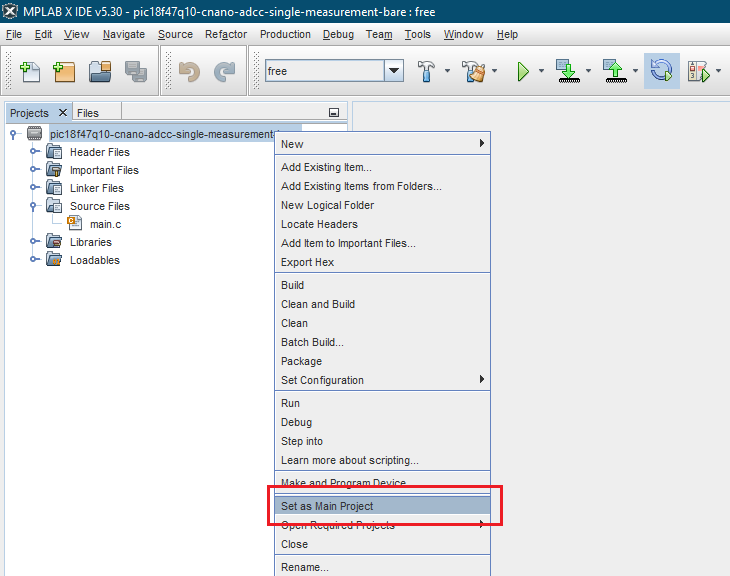 MPLAB X IDE v5.30 - pic18f47q10-cnano-adcc-single-measurement-bare : free
File Edit View Navigate Source Refactor Production Debug Team Tools Window Help
free
Projects Files
pic18f47q10-cnano-adcc-single-measurement
Header Files
Important Files
Linker Files
Source Files
main.c
Libraries
Loadables
New
Add Existing Item...
Add Existing Items from Folders...
New Logical Folder
Locate Headers
Add Item to Important Files...
Export Hex
Build
Clean and Build
Clean
Batch Build...
Package
Set Configuration
Run
Debug
Step into
Learn more about scripting...
Make and Program Device
Set as Main Project
Open Required Projects
Close
Rename...